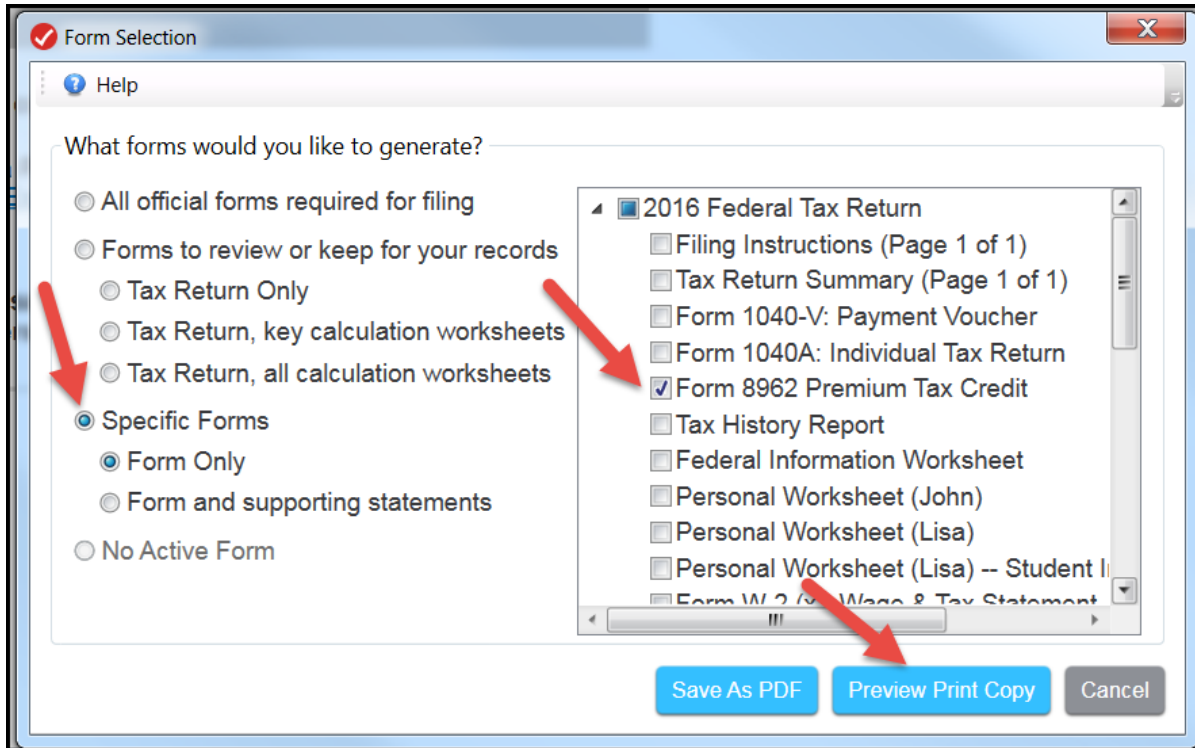 Form Selection
X
Help
What forms would you like to generate?
All official forms required for filing
Forms to review or keep for your records
Tax Return Only
Tax Return, key calculation worksheets
Tax Return, all calculation worksheets
Specific Forms
Form Only
Form and supporting statements
No Active Form
2016 Federal Tax Return
Filing Instructions (Page 1 of 1)
Tax Return Summary (Page 1 of 1)
Form 1040-V: Payment Voucher
Form 1040A: Individual Tax Return
Form 8962 Premium Tax Credit
Tax History Report
Federal Information Worksheet
Personal Worksheet (John)
Personal Worksheet (Lisa)
Personal Worksheet (Lisa) -- Student
Form W-2 Wage & Tax Statement
Save As PDF Preview Print Copy Cancel